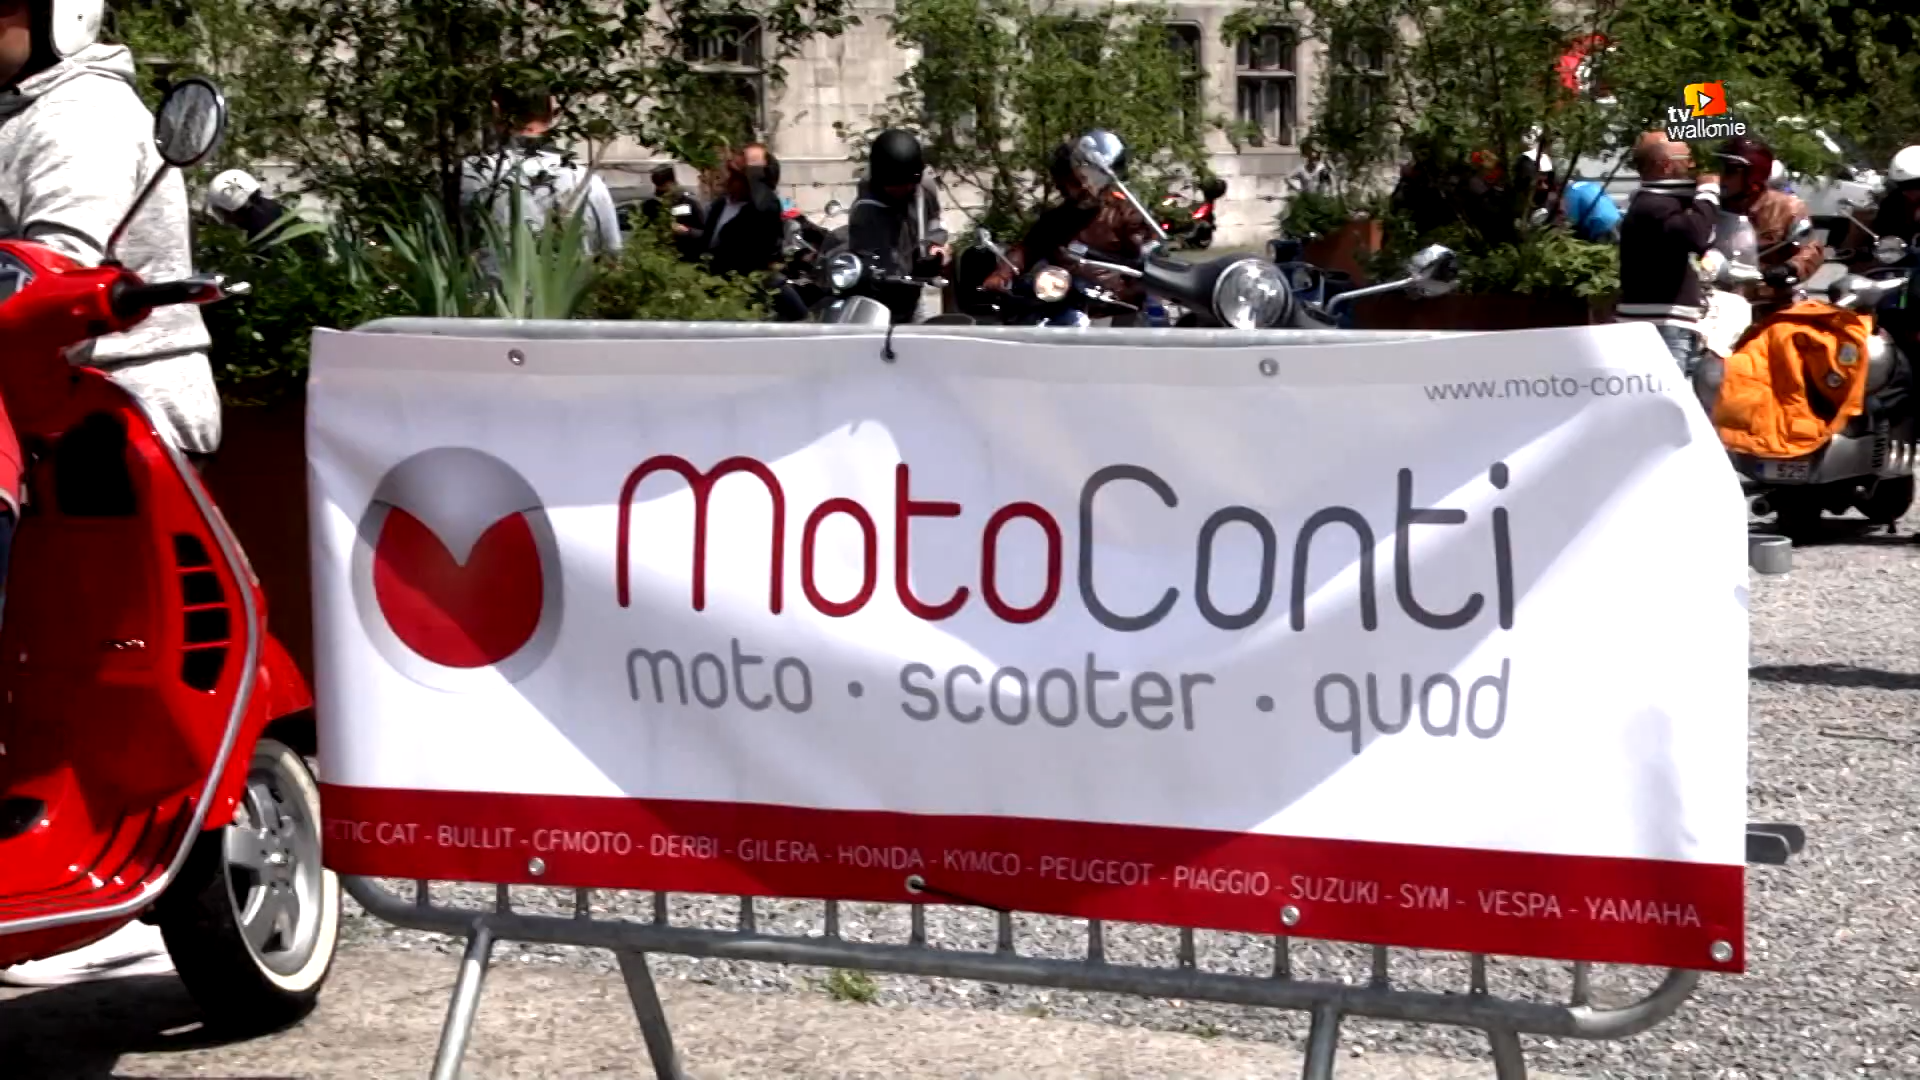 tv
wallonie
www.moto-conti.
MotoConti
moto • scooter • quad
CTIC CAT - BULLIT - CFMOTO - DERBI - GILERA - HONDA - KYMCO - PEUGEOT - PIAGGIO - SUZUKI - SYM - VESPA - YAMAHA